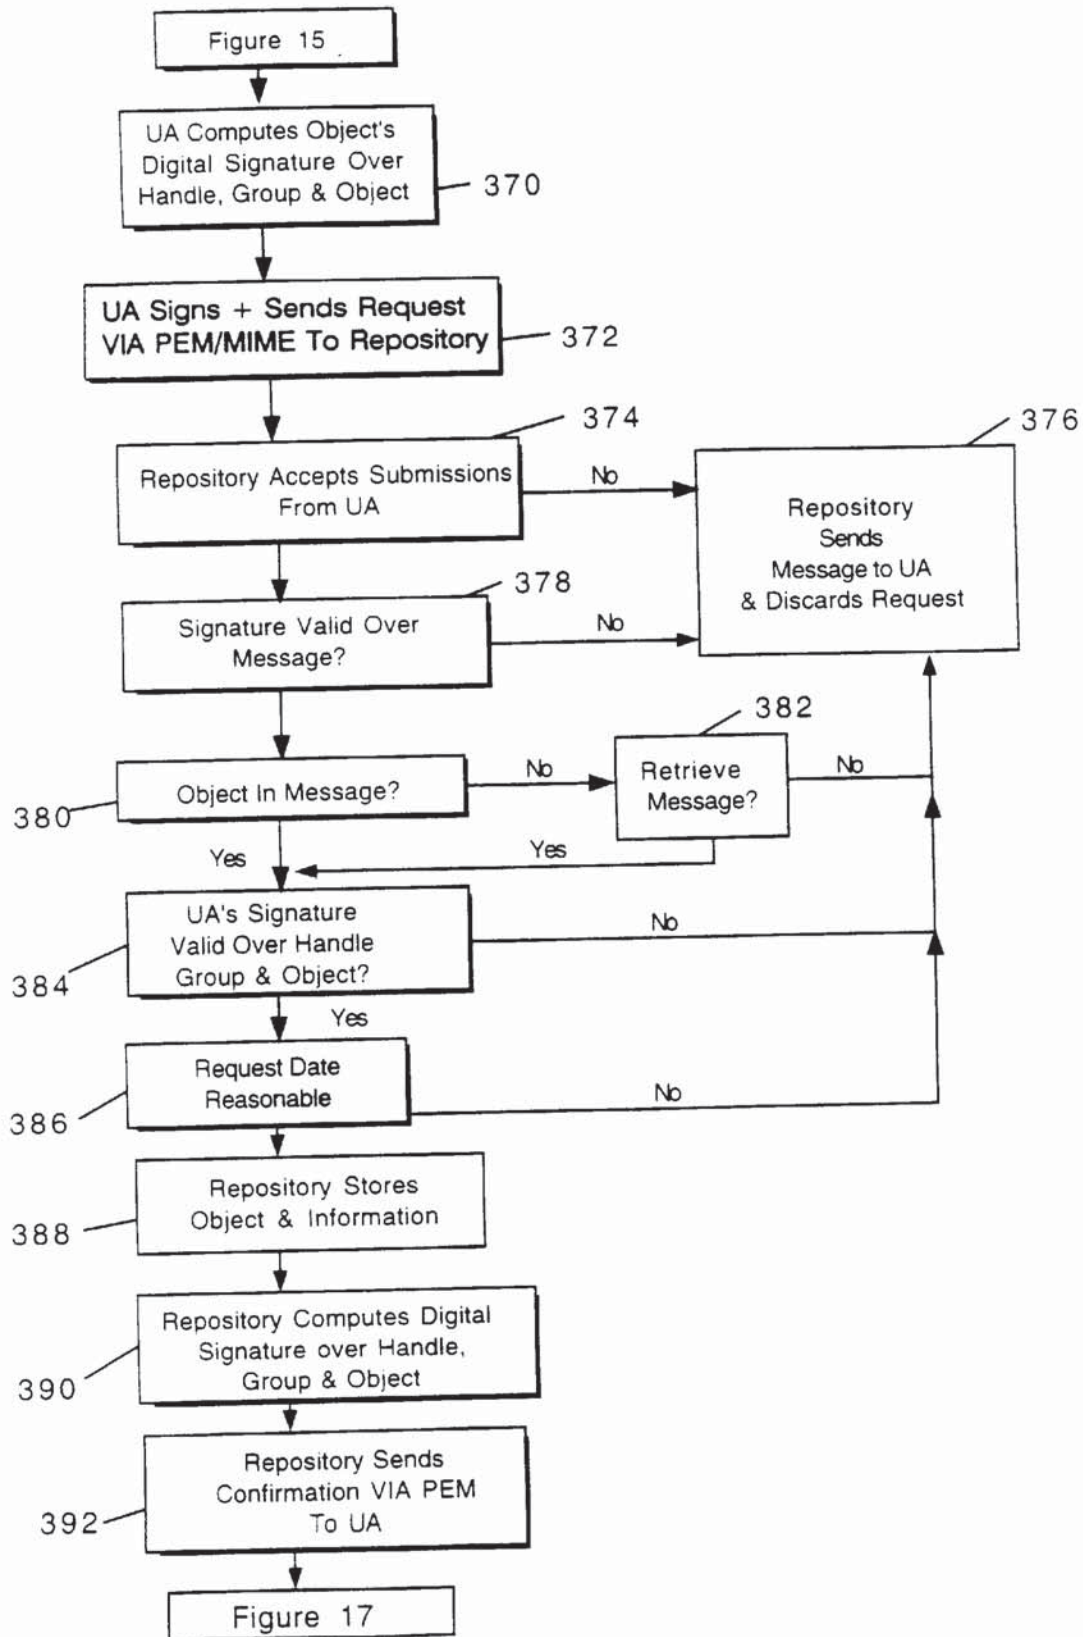 Figure 15
UA Computes Object's
Digital Signature Over
Handle, Group & Object
370
UA Signs + Sends Request
VIA PEM/MIME To Repository
372
374
376
Repository Accepts Submissions
From UA
No
Repository
Sends
Message to UA
& Discards Request
378
Signature Valid Over
Message?
No
382
Object In Message?
No
Retrieve
Message?
No
380
Yes
Yes
UA's Signature
Valid Over Handle
Group & Object?
No
384
Yes
Request Date
Reasonable
No
386
Repository Stores
Object & Information
388
Repository Computes Digital
Signature over Handle,
Group & Object
390
Repository Sends
Confirmation VIA PEM
To UA
392
Figure 17